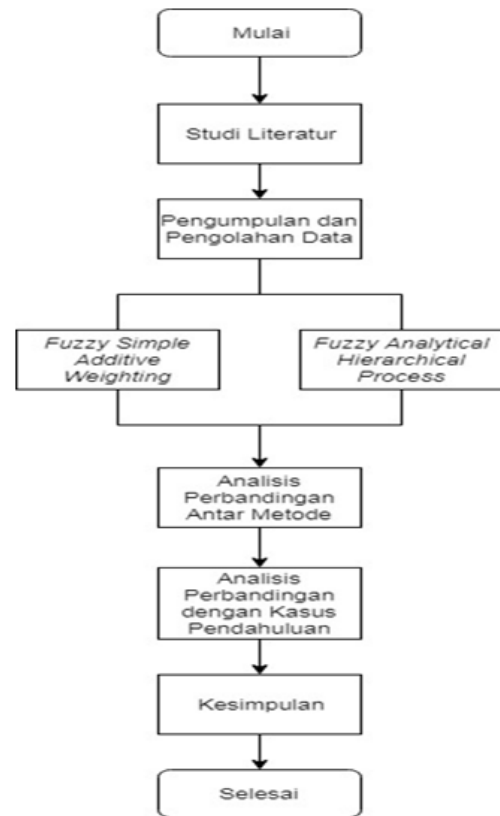 Mulai
Studi Literatur
Pengumpulan dan
Pengolahan Data
Fuzzy Simple
Additive
Weighting
Fuzzy Analytical
Hierarchical
Process
Analisis
Perbandingan
Antar Metode
Analisis
Perbandingan
dengan Kasus
Pendahuluan
Kesimpulan
Selesai